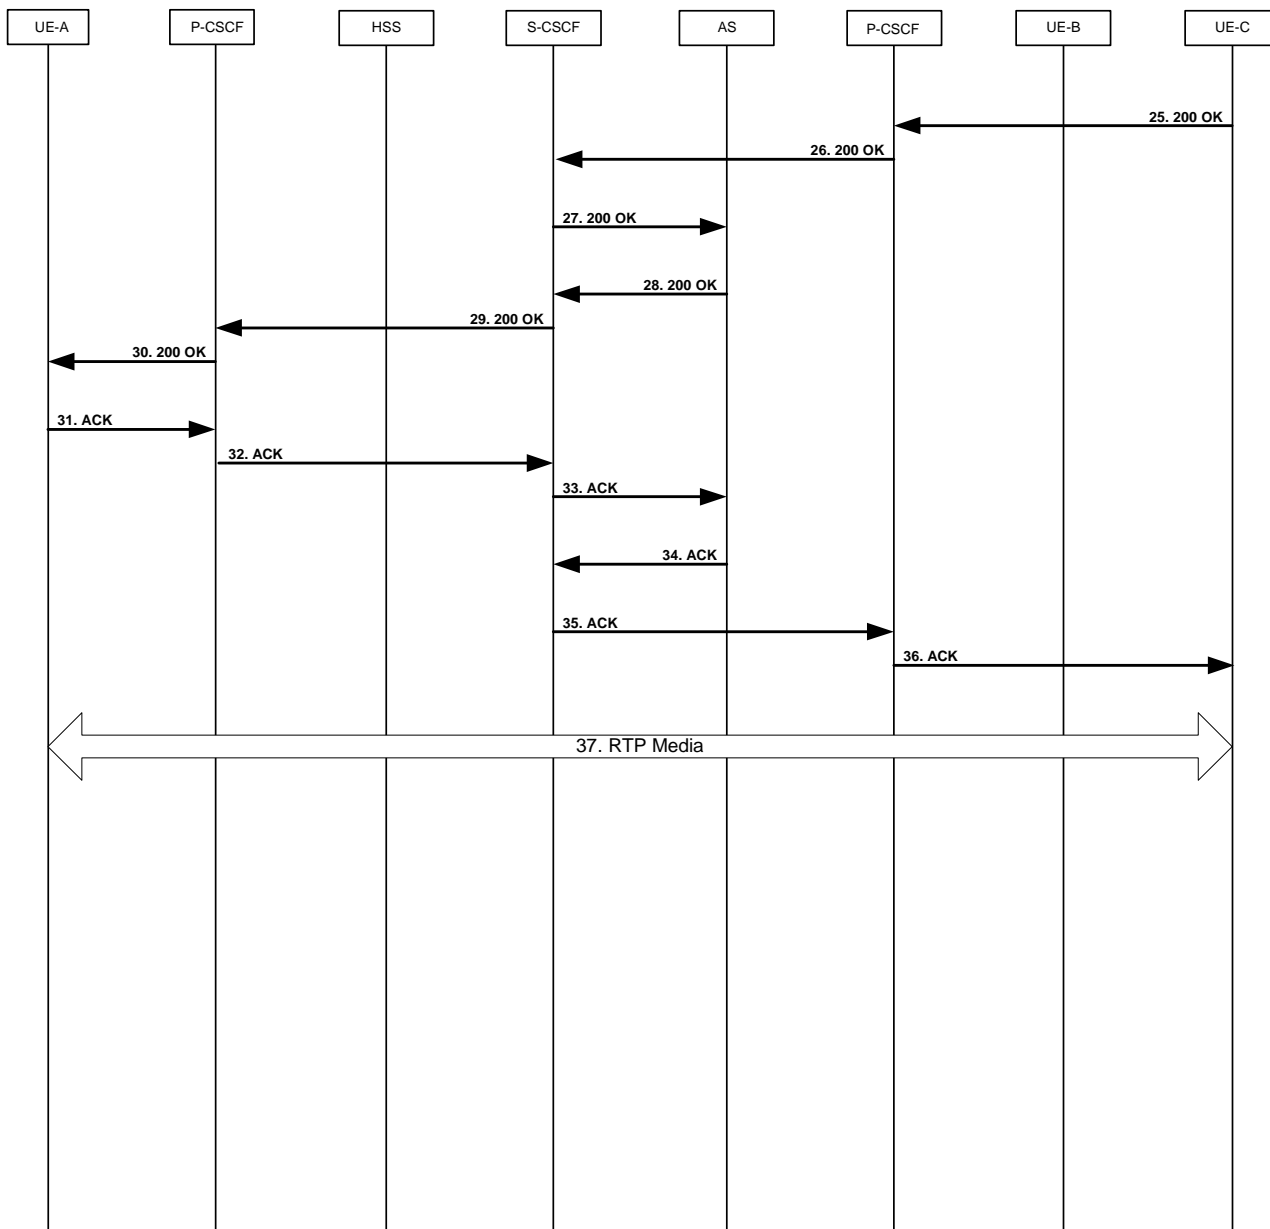 UE-A
P-CSCF
HSS
S-CSCF
AS
P-CSCF
UE-B
UE-C
25. 200 OK
26. 200 OK
27. 200 OK
28. 200 OK
29. 200 OK
30. 200 OK
31. ACK
32. ACK
33. ACK
34. ACK
35. ACK
36. ACK
37. RTP Media